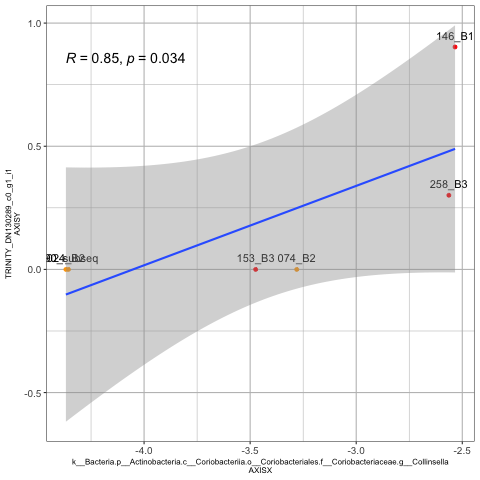 1.0
0.5
0.0
-0.5
R = 0.85, p = 0.034
146_B1
258_B3
153_B3
074_B2
-4.0
-3.5
-3.0
-2.5
k__Bacteria.p__Actinobacteria.c__Coriobacteriia.o__Coriobacteriales.f__Coriobacteriaceae.g__Collinsella
AXISX
TRINITY_DN130289_c0_g1_i1
AXISY